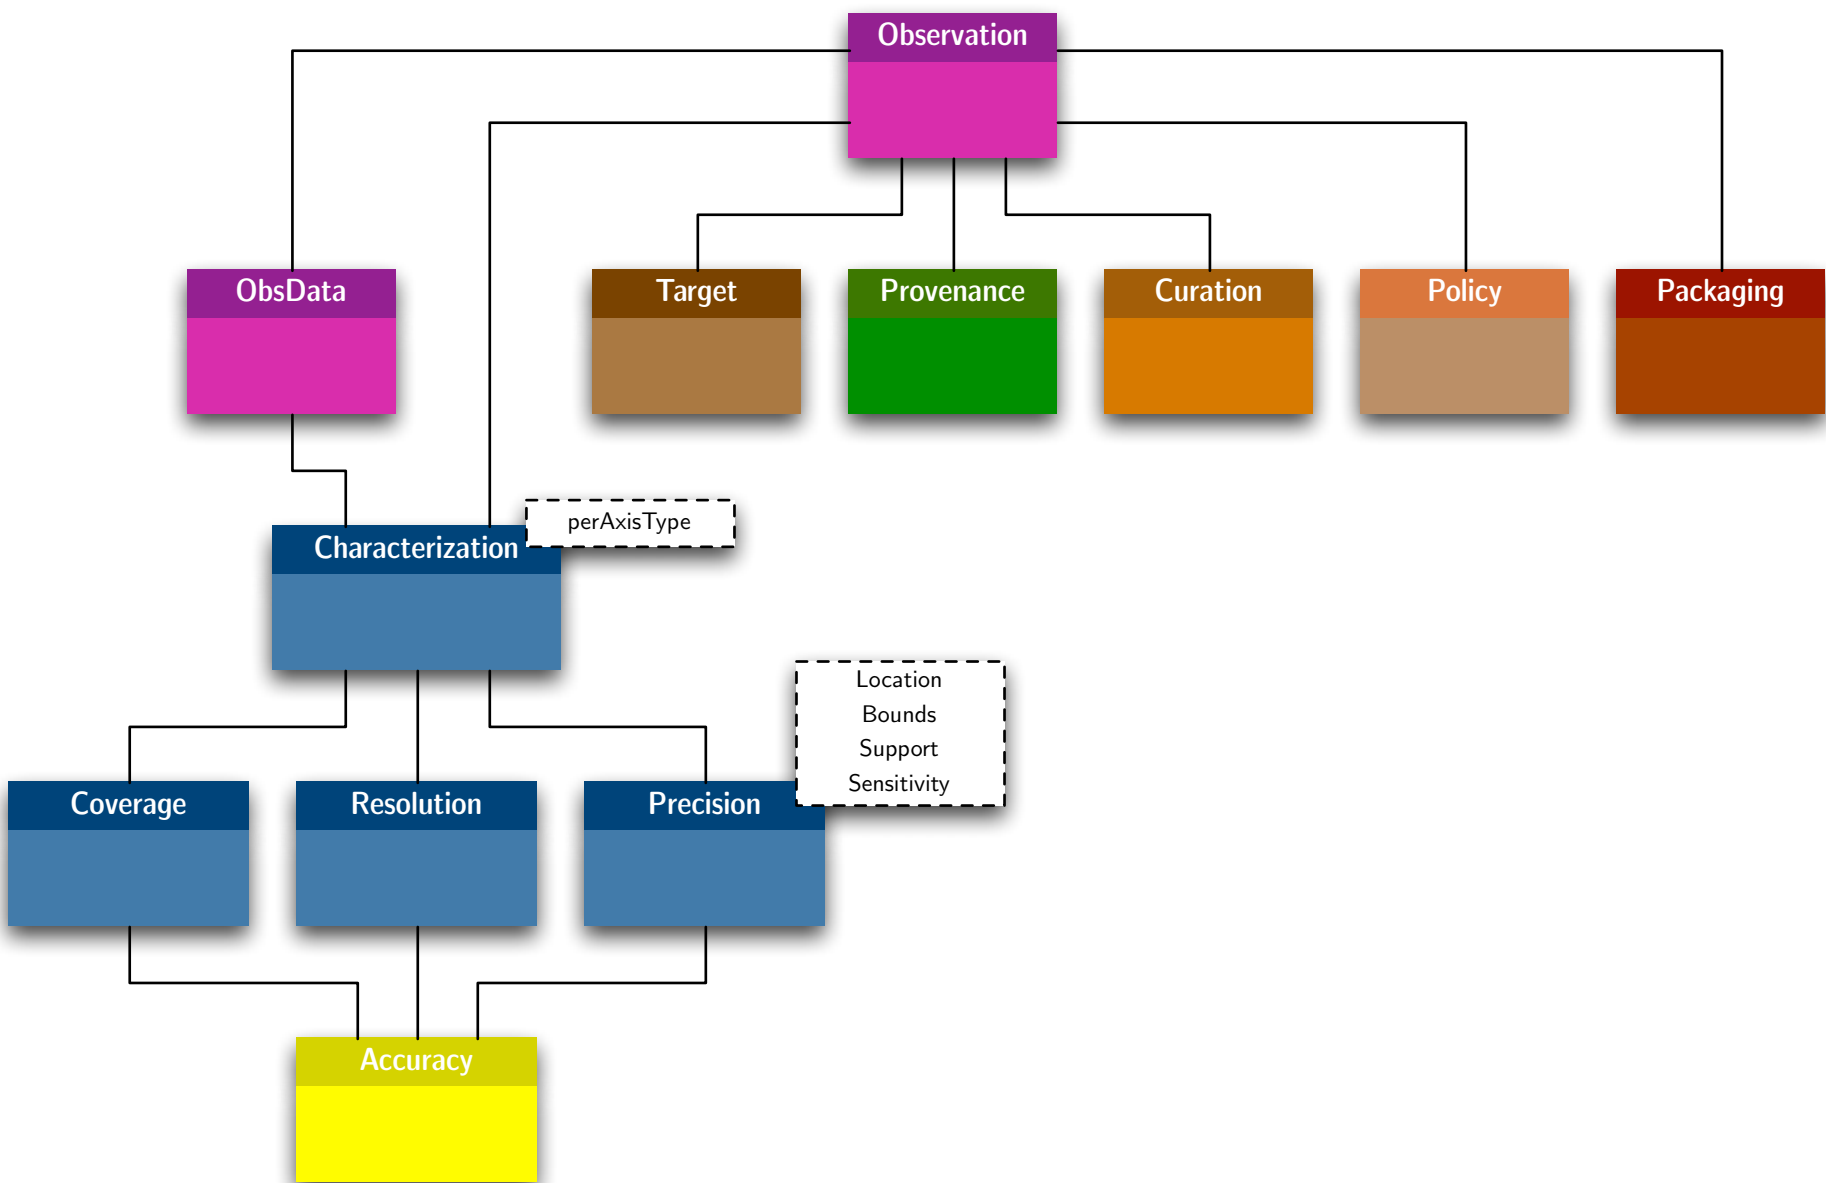 Observation
ObsData
Target
Provenance
Curation
Policy
Packaging
perAxisType
Characterization
Location
Bounds
Support
Sensitivity
Coverage
Resolution
Precision
Accuracy